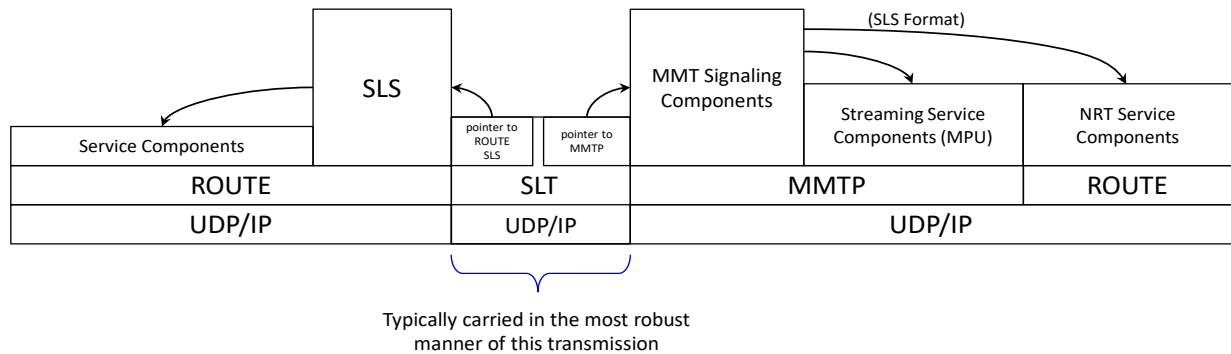 (SLS Format)
SLS
MMT Signaling
Components
Service Components
pointer to
ROUTE
SLS
pointer to
MMTP
Streaming Service
Components (MPU)
NRT Service
Components
ROUTE
SLT
MMTP
ROUTE
UDP/IP
UDP/IP
UDP/IP
Typically carried in the most robust
manner of this transmission